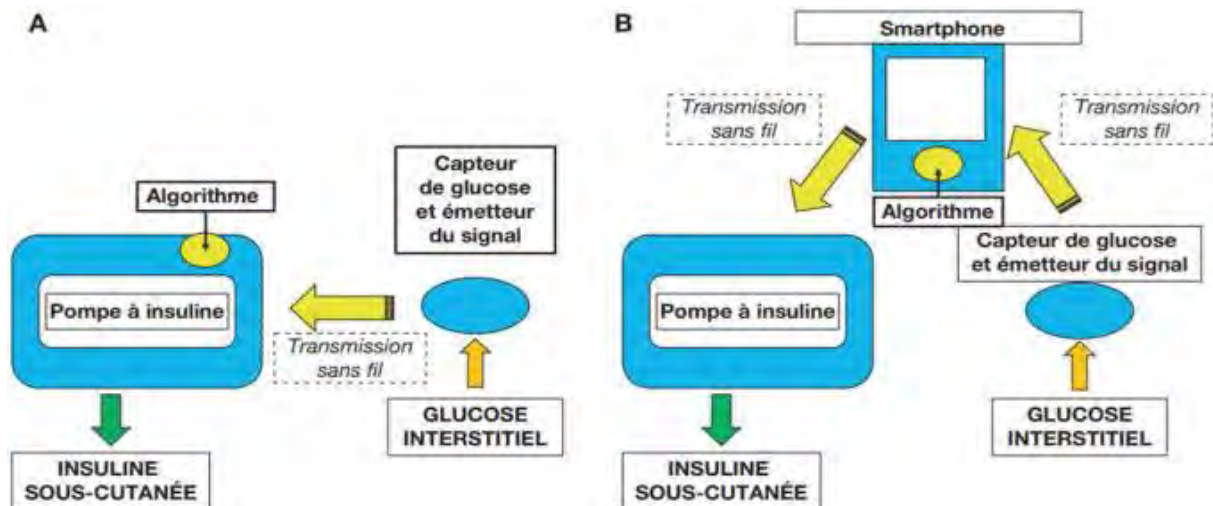 A
Algorithme
Pompe à insuline
INSULINE
SOUS-CUTANÉE
Transmission
sans fil
Capteur
de glucose
et émetteur
du signal
GLUCOSE
INTERSTITIEL
B
Smartphone
Transmission
sans fil
Transmission
sans fil
Algorithme
Capteur de glucose
et émetteur du signal
Pompe à insuline
INSULINE
SOUS-CUTANÉE
GLUCOSE
INTERSTITIEL